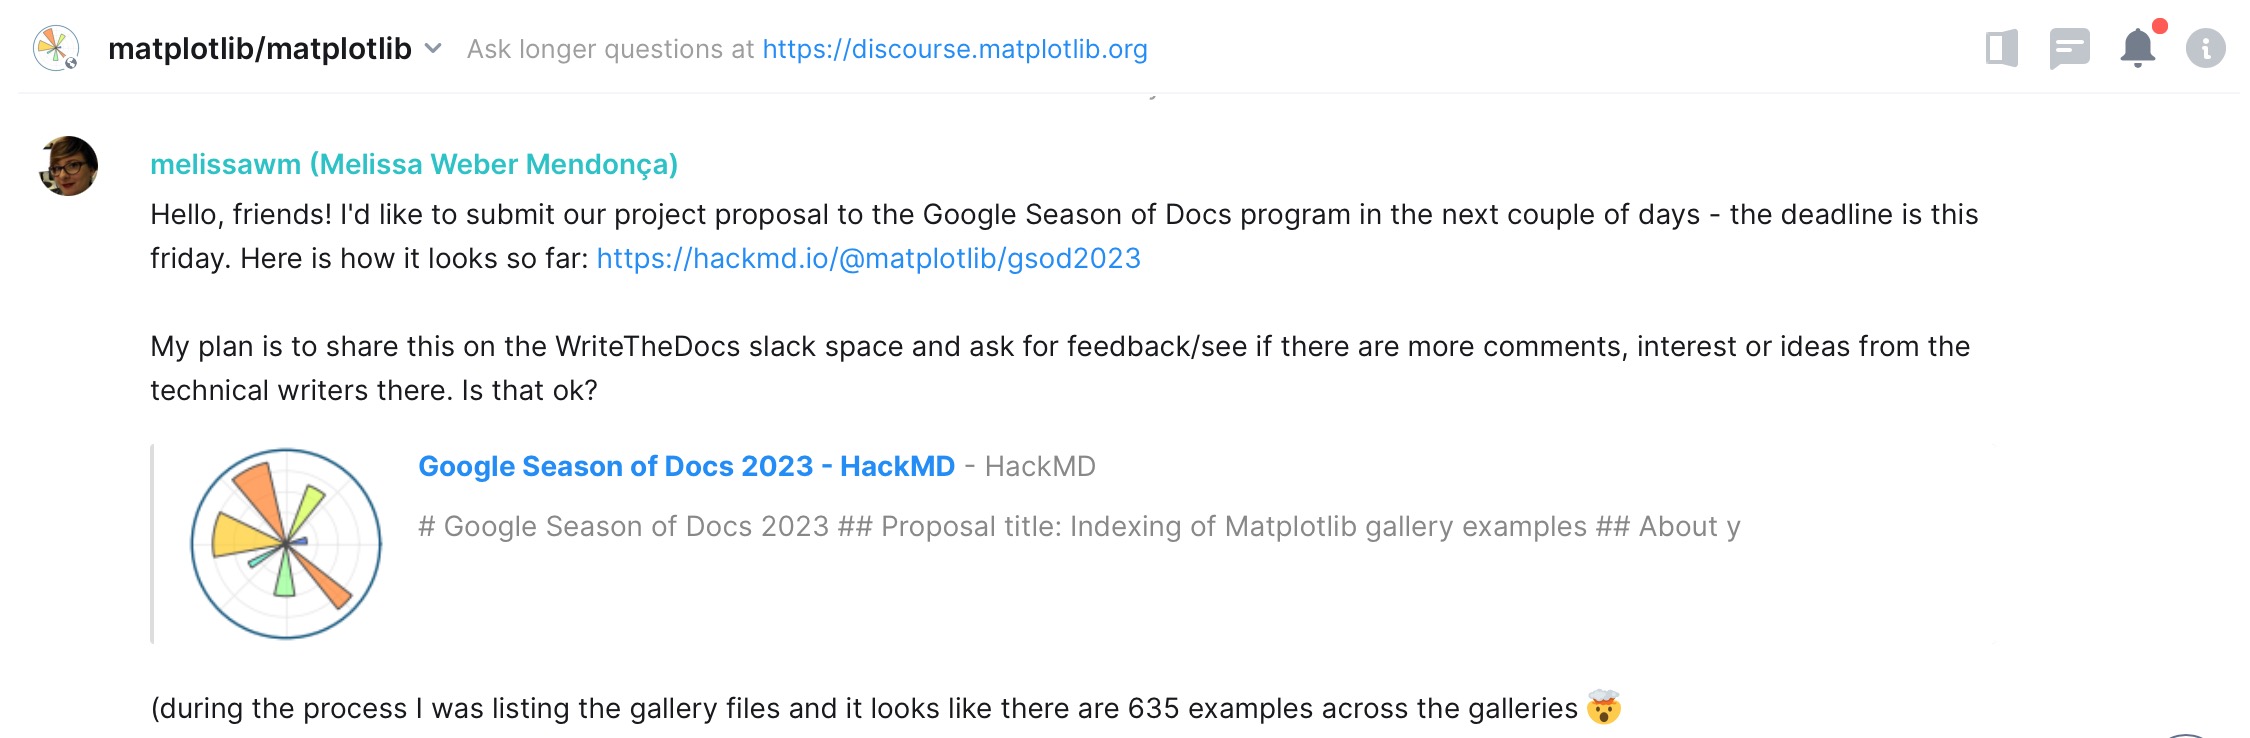 matplotlib/matplotlib Ask longer questions at https://discourse.matplotlib.org
melissawm (Melissa Weber Mendonça)
Hello, friends! I'd like to submit our project proposal to the Google Season of Docs program in the next couple of days - the deadline is this
friday. Here is how it looks so far: https://hackmd.io/@matplotlib/gsod2023
My plan is to share this on the WriteTheDocs slack space and ask for feedback/see if there are more comments, interest or ideas from the
technical writers there. Is that ok?
Google Season of Docs 2023 - HackMD - HackMD
# Google Season of Docs 2023 ## Proposal title: Indexing of Matplotlib gallery examples ## About y
(during the process I was listing the gallery files and it looks like there are 635 examples across the galleries 🤯